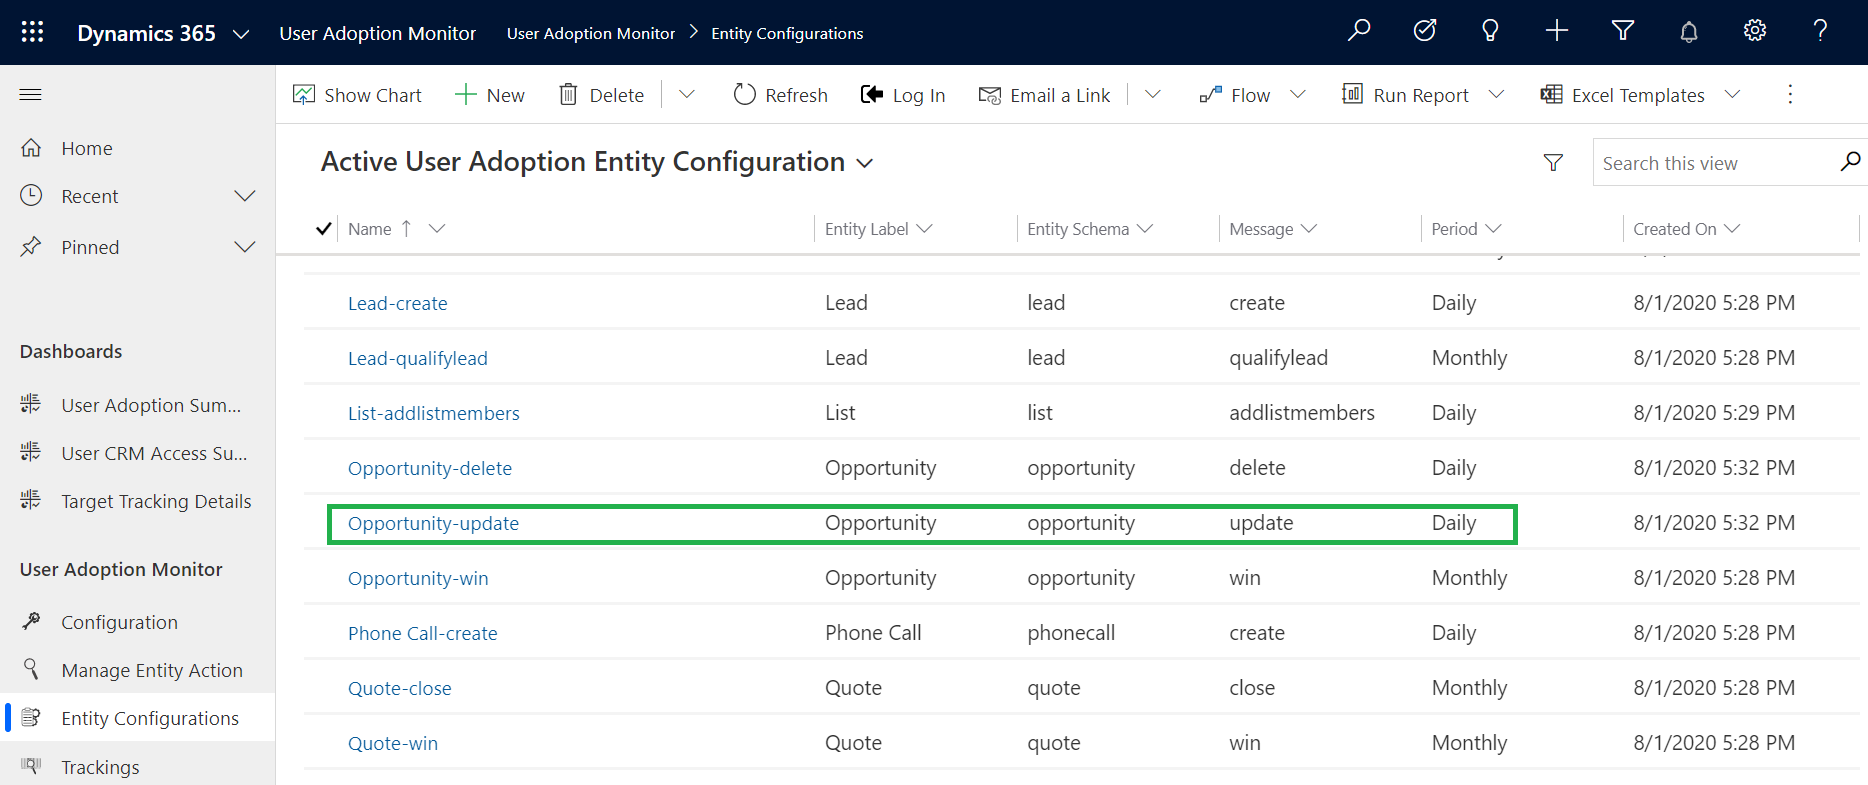 Dynamics 365 User Adoption Monitor User Adoption Monitor > Entity Configurations
Show Chart New Delete Refresh Log In Email a Link Flow Run Report Excel Templates
Home
Recent
Pinned
Dashboards
User Adoption Sum...
User CRM Access Su...
Target Tracking Details
User Adoption Monitor
Configuration
Manage Entity Action
Entity Configurations
Trackings
Active User Adoption Entity Configuration
Search this view
Name Entity Label Entity Schema Message Period Created On
Lead-create Lead lead create Daily 8/1/2020 5:28 PM
Lead-qualifylead Lead lead qualifylead Monthly 8/1/2020 5:28 PM
List-addlistmembers List list addlistmembers Daily 8/1/2020 5:29 PM
Opportunity-delete Opportunity opportunity delete Daily 8/1/2020 5:32 PM
Opportunity-update Opportunity opportunity update Daily 8/1/2020 5:32 PM
Opportunity-win Opportunity opportunity win Monthly 8/1/2020 5:28 PM
Phone Call-create Phone Call phonecall create Daily 8/1/2020 5:28 PM
Quote-close Quote quote close Monthly 8/1/2020 5:28 PM
Quote-win Quote quote win Monthly 8/1/2020 5:28 PM